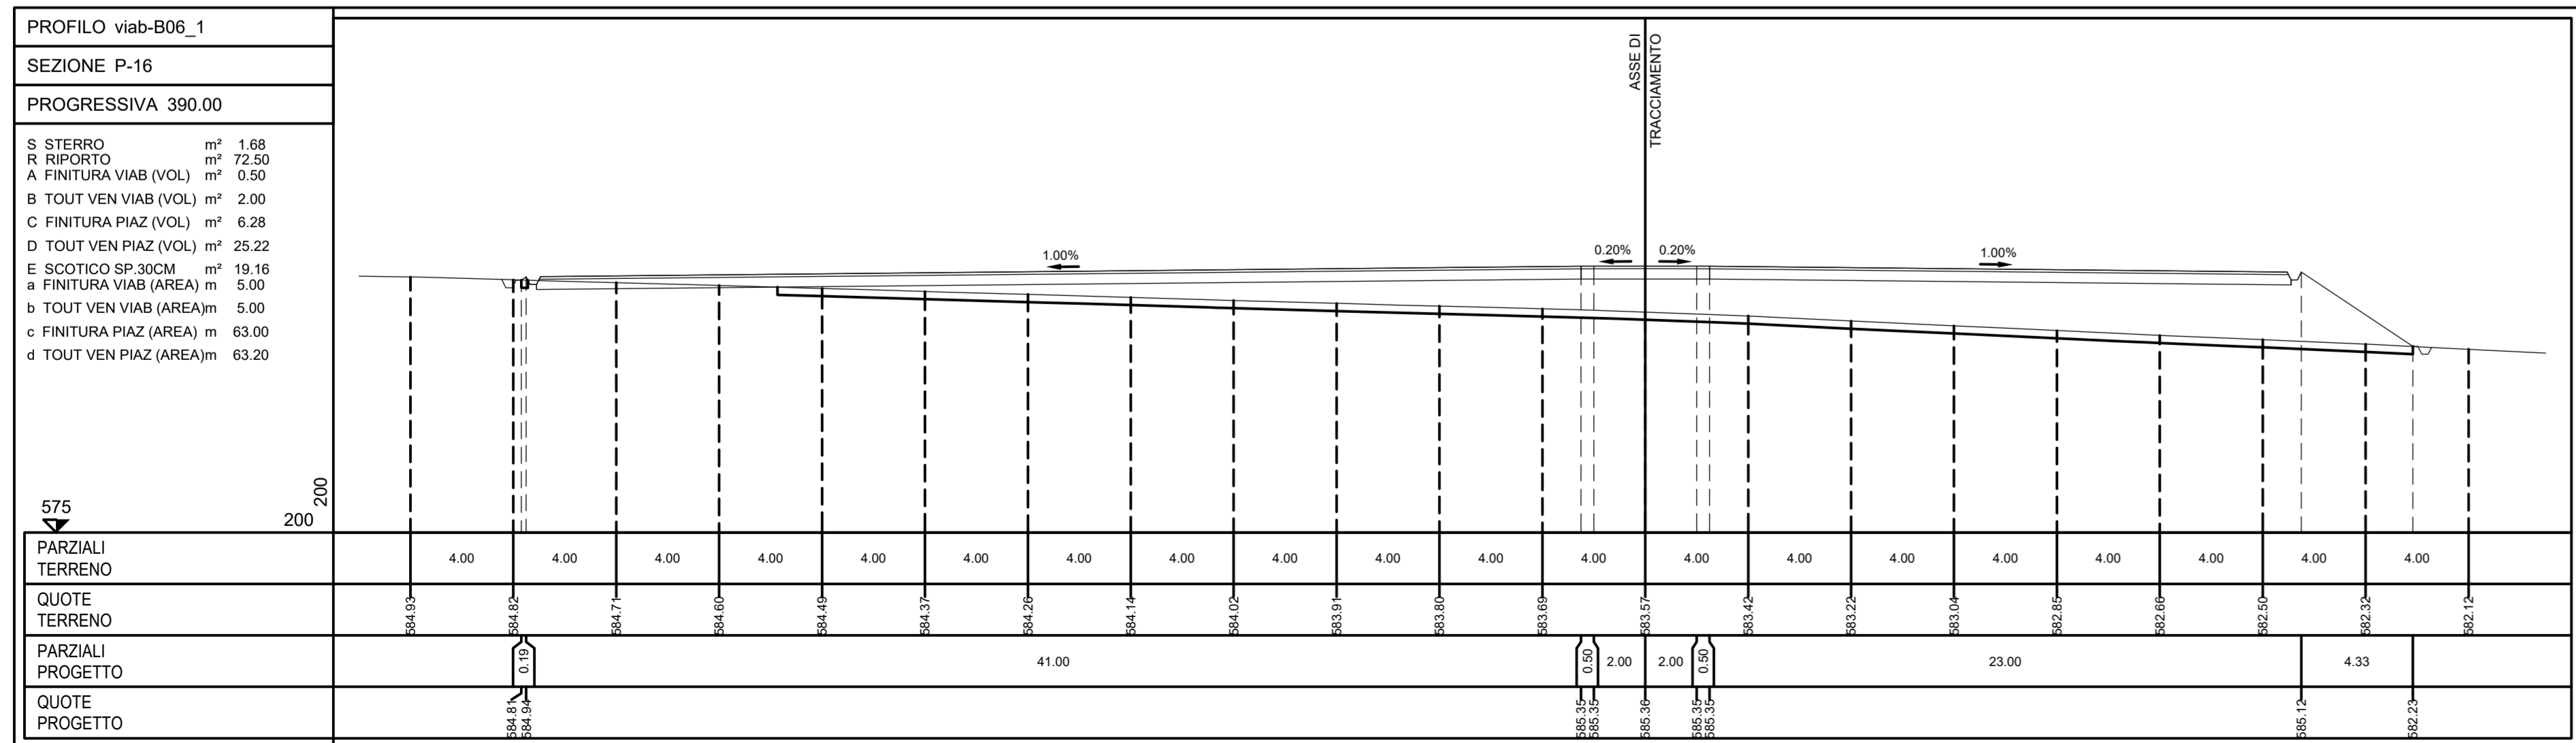 PROFILO viab-B06_1
SEZIONE P-16
PROGRESSIVA 390.00
S STERRO m² 1.68
R RIPORTO m² 72.50
A FINITURA VIAB (VOL) m² 0.50
B TOUT VEN VIAB (VOL) m² 2.00
C FINITURA PIAZ (VOL) m² 6.28
D TOUT VEN PIAZ (VOL) m² 25.22
E SCOTICO SP.30CM m² 19.16
a FINITURA VIAB (AREA) m 5.00
b TOUT VEN VIAB (AREA)m 5.00
c FINITURA PIAZ (AREA) m 63.00
d TOUT VEN PIAZ (AREA)m 63.20
ASSE DI
TRACCIAMENTO
1.00% 0.20% 0.20% 1.00%
575
200
200
PARZIALI
TERRENO
4.00 4.00 4.00 4.00 4.00 4.00 4.00 4.00 4.00 4.00 4.00 4.00 4.00 4.00 4.00 4.00 4.00 4.00 4.00 4.00
QUOTE
TERRENO
584.93 584.82 584.71 584.60 584.49 584.37 584.26 584.14 584.02 583.91 583.80 583.69 583.57 583.42 583.22 583.04 582.85 582.66 582.50 582.32 582.12
PARZIALI
PROGETTO
0.19 41.00 0.50 2.00 2.00 0.50 23.00 4.33
QUOTE
PROGETTO
584.81 584.94 585.35 585.35 585.36 585.35 585.35 585.12 582.23